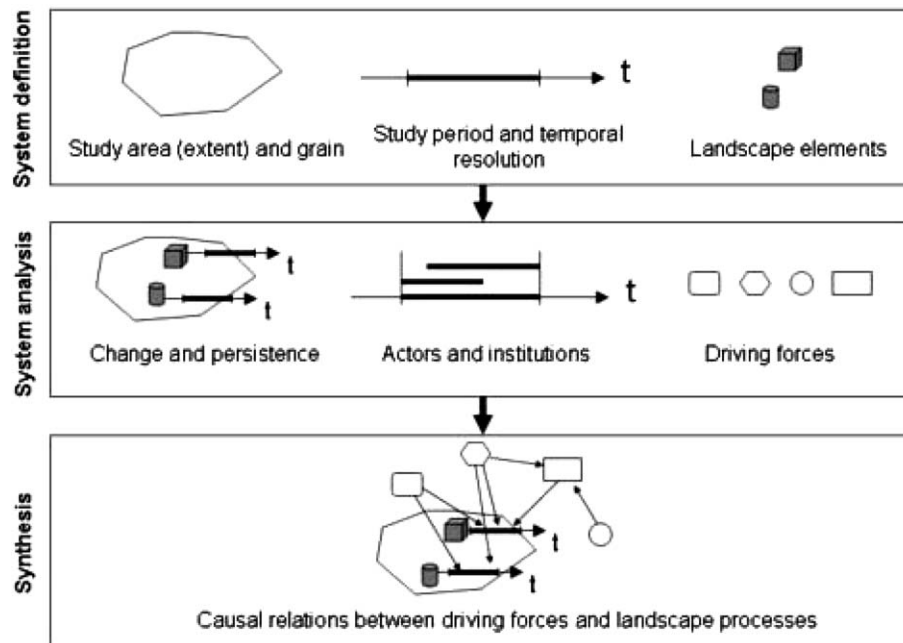 System definition
t
Study area (extent) and grain
Study period and temporal
resolution
Landscape elements
System analysis
t
t
t
Change and persistence
Actors and institutions
Driving forces
Synthesis
t
t
Causal relations between driving forces and landscape processes